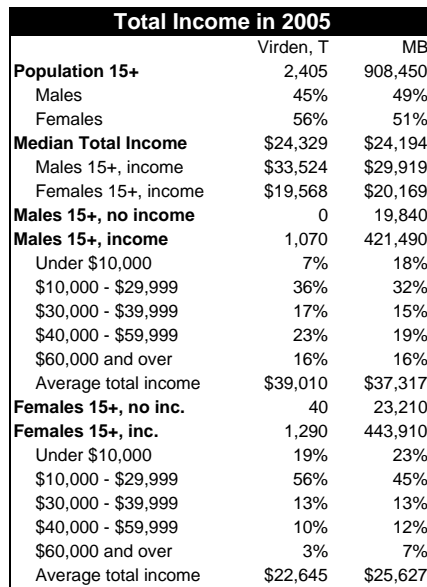 Total Income in 2005
Virden, T MB
Population 15+ 2,405 908,450
Males 45% 49%
Females 56% 51%
Median Total Income $24,329 $24,194
Males 15+, income $33,524 $29,919
Females 15+, income $19,568 $20,169
Males 15+, no income 0 19,840
Males 15+, income 1,070 421,490
Under $10,000 7% 18%
$10,000 - $29,999 36% 32%
$30,000 - $39,999 17% 15%
$40,000 - $59,999 23% 19%
$60,000 and over 16% 16%
Average total income $39,010 $37,317
Females 15+, no inc. 40 23,210
Females 15+, inc. 1,290 443,910
Under $10,000 19% 23%
$10,000 - $29,999 56% 45%
$30,000 - $39,999 13% 13%
$40,000 - $59,999 10% 12%
$60,000 and over 3% 7%
Average total income $22,645 $25,627